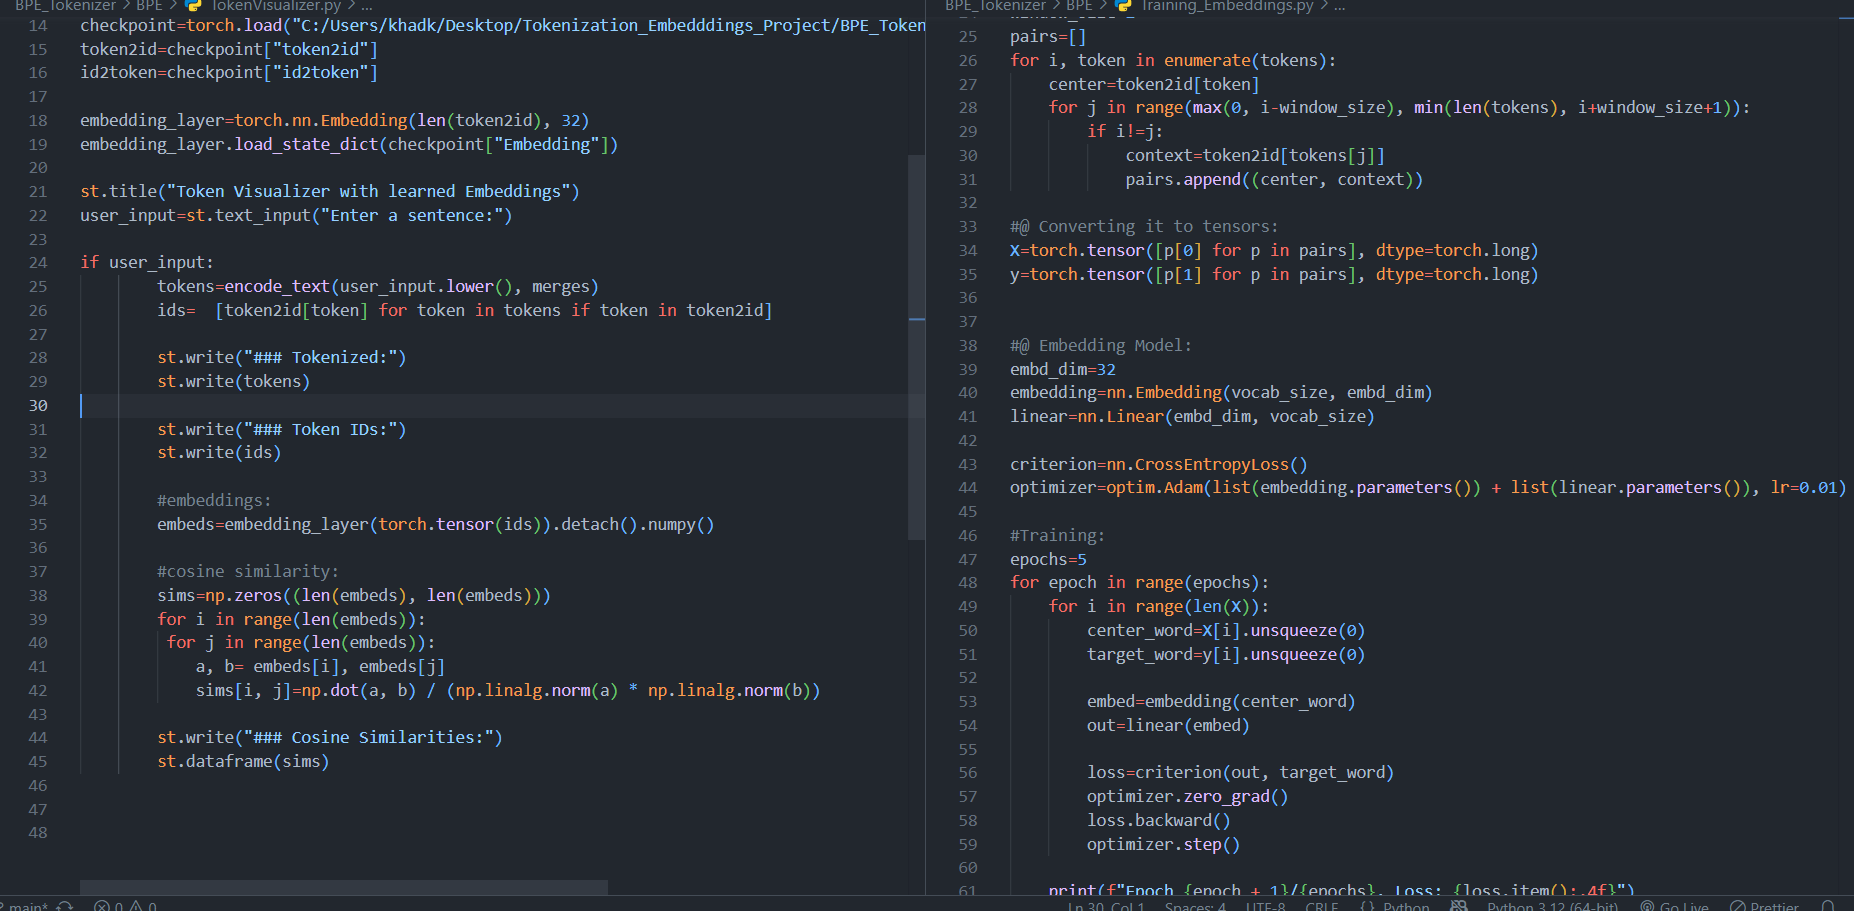 BPE_Tokenizer > BPE > TokenVisualizer.py > ...
14 checkpoint=torch.load("C:/Users/khadk/Desktop/Tokenization_Embedddings_Project/BPE_Token
15 token2id=checkpoint["token2id"]
16 id2token=checkpoint["id2token"]
17
18 embedding_layer=torch.nn.Embedding(len(token2id), 32)
19 embedding_layer.load_state_dict(checkpoint["Embedding"])
20
21 st.title("Token Visualizer with learned Embeddings")
22 user_input=st.text_input("Enter a sentence:")
23
24 if user_input:
25 tokens=encode_text(user_input.lower(), merges)
26 ids=  [token2id[token] for token in tokens if token in token2id]
27
28 st.write("### Tokenized:")
29 st.write(tokens)
30
31 st.write("### Token IDs:")
32 st.write(ids)
33
34 #embeddings:
35 embeds=embedding_layer(torch.tensor(ids)).detach().numpy()
36
37 #cosine similarity:
38 sims=np.zeros((len(embeds), len(embeds)))
39 for i in range(len(embeds)):
40 for j in range(len(embeds)):
41 a, b= embeds[i], embeds[j]
42 sims[i, j]=np.dot(a, b) / (np.linalg.norm(a) * np.linalg.norm(b))
43
44 st.write("### Cosine Similarities:")
45 st.dataframe(sims)
46
47
48
BPE_Tokenizer > BPE > Training_Embeddings.py > ...
25 pairs=[]
26 for i, token in enumerate(tokens):
27 center=token2id[token]
28 for j in range(max(0, i-window_size), min(len(tokens), i+window_size+1)):
29 if i!=j:
30 context=token2id[tokens[j]]
31 pairs.append((center, context))
32
33 #@ Converting it to tensors:
34 X=torch.tensor([p[0] for p in pairs], dtype=torch.long)
35 y=torch.tensor([p[1] for p in pairs], dtype=torch.long)
36
37
38 #@ Embedding Model:
39 embd_dim=32
40 embedding=nn.Embedding(vocab_size, embd_dim)
41 linear=nn.Linear(embd_dim, vocab_size)
42
43 criterion=nn.CrossEntropyLoss()
44 optimizer=optim.Adam(list(embedding.parameters()) + list(linear.parameters()), lr=0.01)
45
46 #Training:
47 epochs=5
48 for epoch in range(epochs):
49 for i in range(len(X)):
50 center_word=X[i].unsqueeze(0)
51 target_word=y[i].unsqueeze(0)
52
53 embed=embedding(center_word)
54 out=linear(embed)
55
56 loss=criterion(out, target_word)
57 optimizer.zero_grad()
58 loss.backward()
59 optimizer.step()
60
61 print(f"Epoch {epoch + 1}/{epochs}, Loss: {loss.item():.4f}")
main* 0 0 Ln 30, Col 1 Spaces: 4 UTF-8 CRLF {} Python Python 3.12 (64-bit) Go Live Prettier